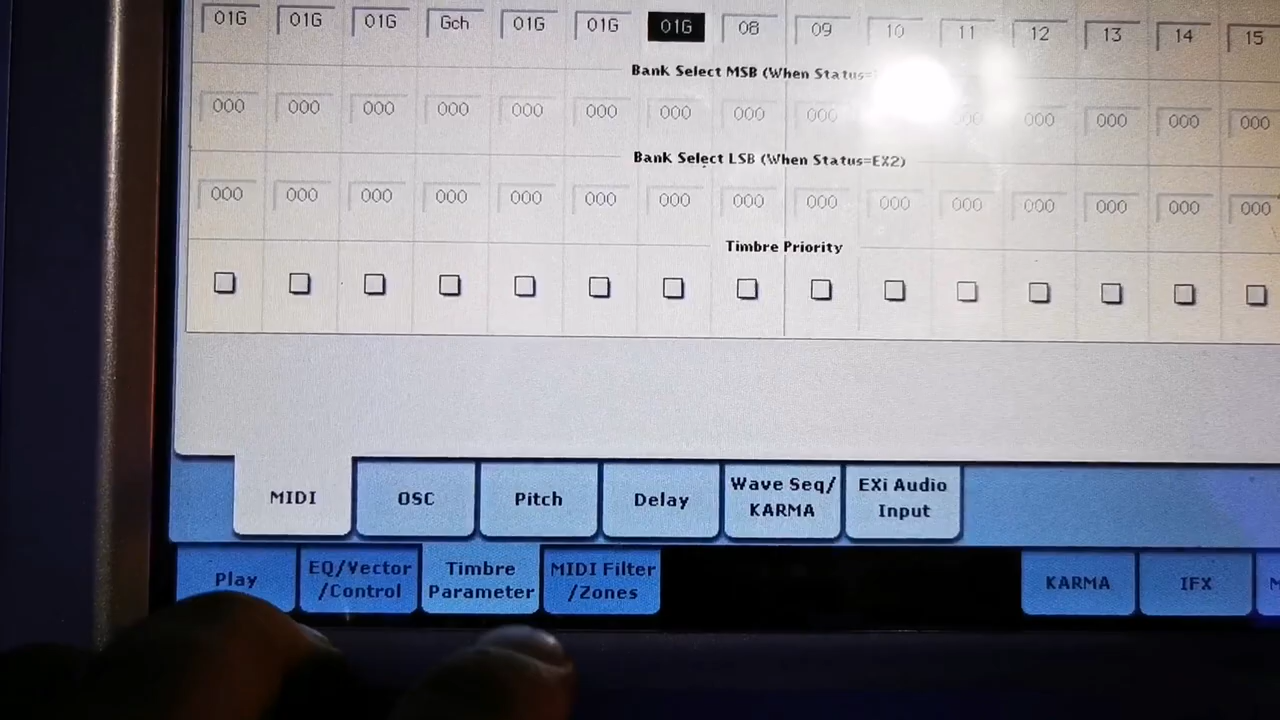 01G 01G 01G Gch 01G 01G 01G 08 09 10 11 12 13 14 15
Bank Select MSB (When Status=
000 000 000 000 000 000 000 000 000 000 000 000 000
Bank Select LSB (When Status=EX2)
000 000 000 000 000 000 000 000 000 000 000 000 000 000 000
Timbre Priority
MIDI OSC Pitch Delay Wave Seq/ KARMA EXi Audio Input
Play EQ/Vector /Control Timbre Parameter MIDI Filter /Zones KARMA IFX